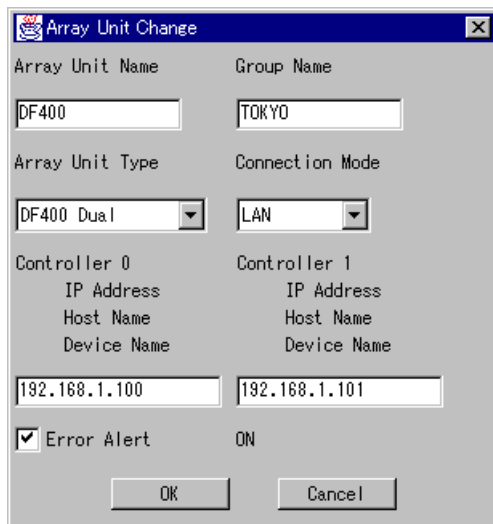 Array Unit Change
Array Unit Name Group Name
DF400 TOKYO
Array Unit Type Connection Mode
DF400 Dual LAN
Controller 0 Controller 1
IP Address IP Address
Host Name Host Name
Device Name Device Name
192.168.1.100 192.168.1.101
Error Alert ON
OK Cancel